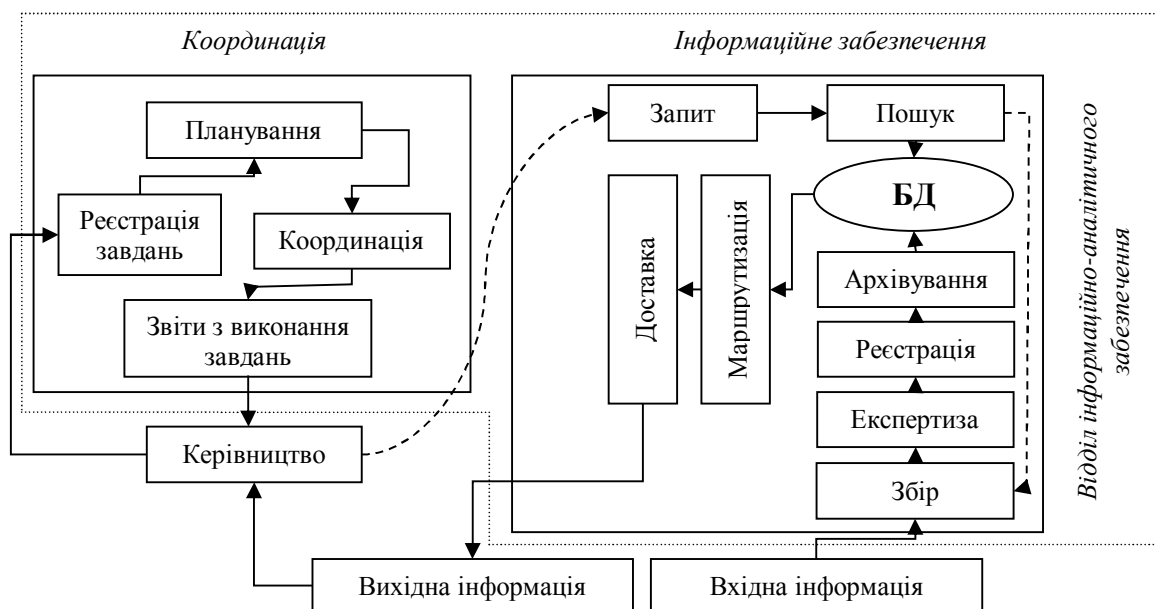 Координація
Інформаційне забезпечення
Планування
Реєстрація
завдань
Координація
Звіти з виконання
завдань
Керівництво
Запит
Пошук
БД
Доставка
Маршрутизація
Архівування
Реєстрація
Експертиза
Збір
Вихідна інформація
Вхідна інформація
Відділ інформаційно-аналітичного
забезпечення